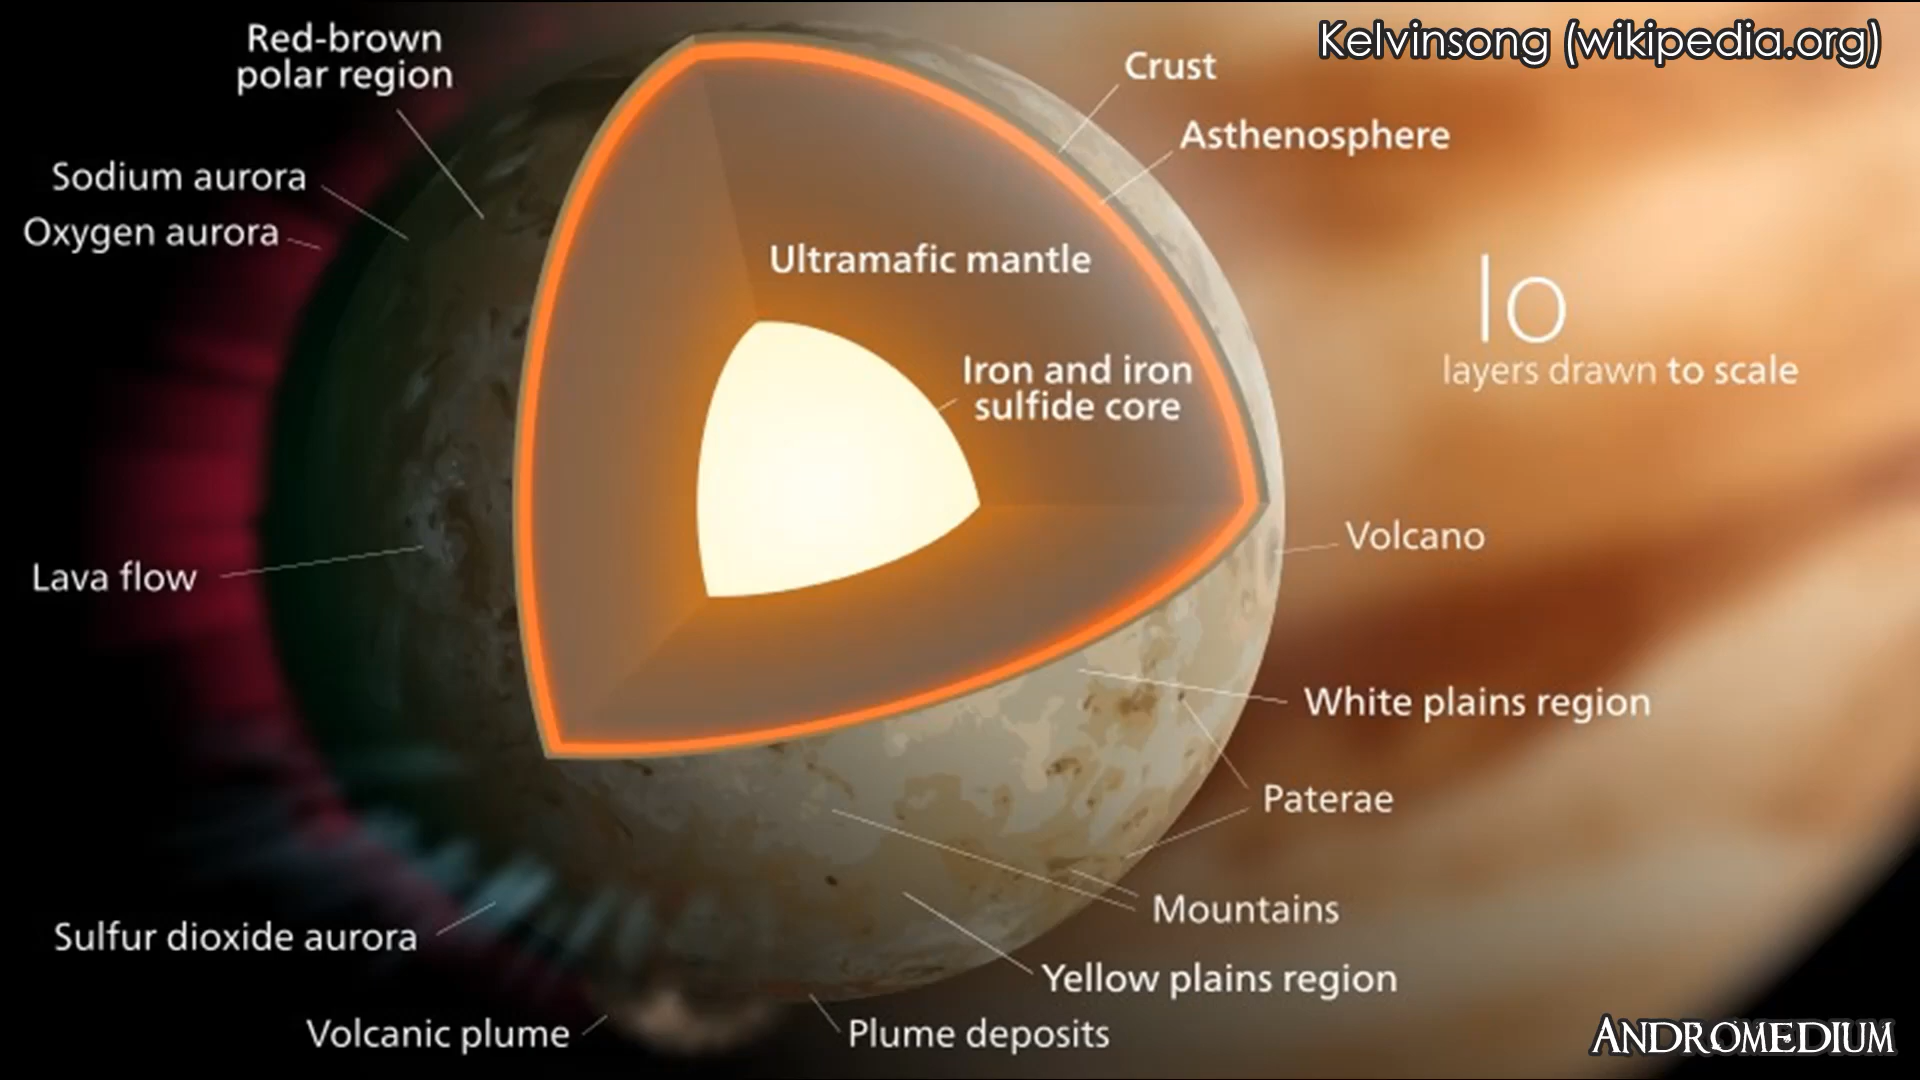 Kelvinsong (wikipedia.org)
Red-brown
polar region
Crust
Asthenosphere
Sodium aurora
Oxygen aurora
Ultramafic mantle
Io
layers drawn to scale
Iron and iron
sulfide core
Volcano
Lava flow
White plains region
Paterae
Mountains
Sulfur dioxide aurora
Yellow plains region
Volcanic plume
Plume deposits
ANDROMEDIUM